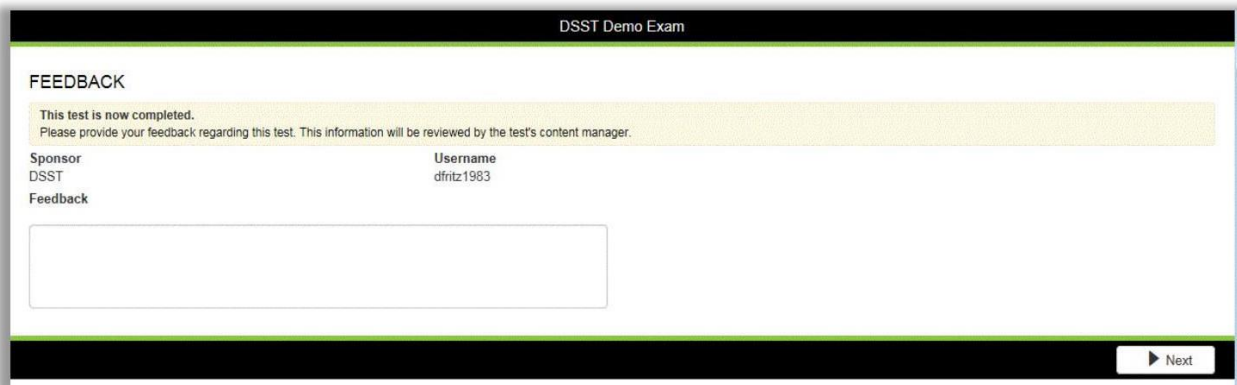 DSST Demo Exam
FEEDBACK
This test is now completed.
Please provide your feedback regarding this test. This information will be reviewed by the test's content manager.
Sponsor Username
DSST dfritz1983
Feedback
Next